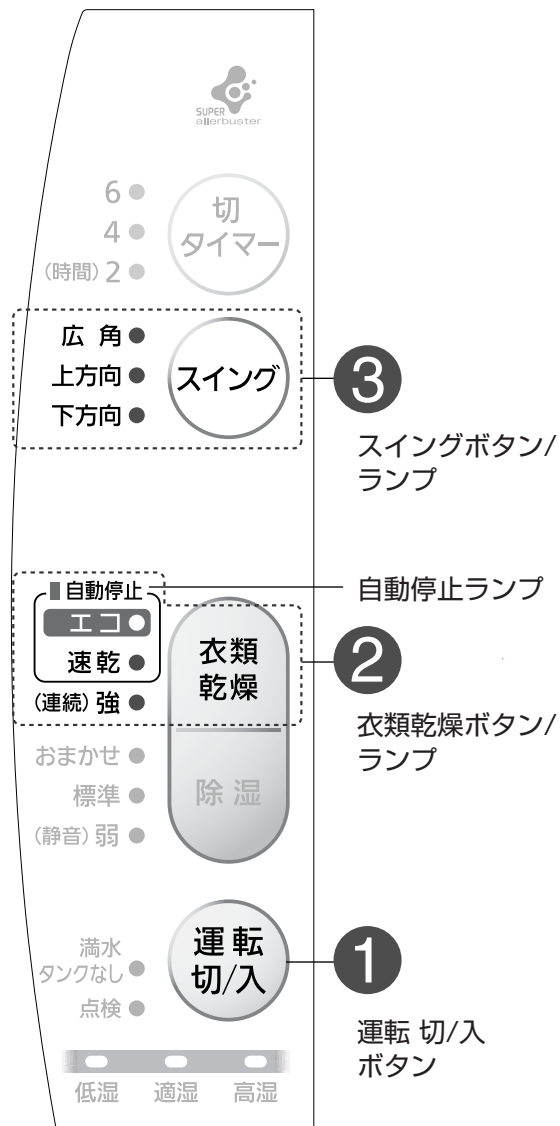 SUPER
allerbuster
6
4
(時間) 2
切
タイマー
広 角
上方向
下方向
スイング
3
スイングボタン/
ランプ
自動停止
エコ
速乾
(連続) 強
衣類
乾燥
自動停止ランプ
2
衣類乾燥ボタン/
ランプ
おまかせ
標準
(静音) 弱
除 湿
満水
タンクなし
点検
運 転
切/入
1
運転 切/入
ボタン
低湿 適湿 高湿